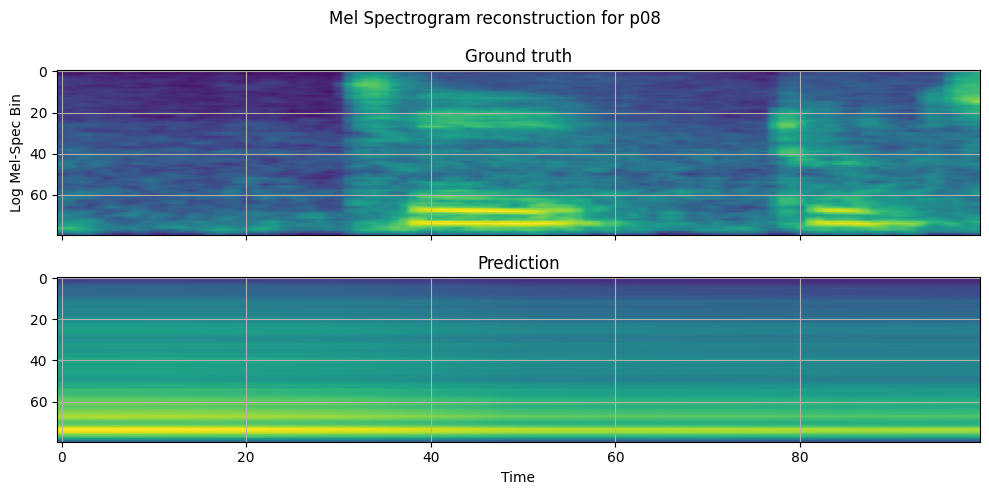 Mel Spectrogram reconstruction for p08
Ground truth
Log Mel-Spec Bin
0
20
40
60
Prediction
0
20
40
60
0 20 40 60 80
Time